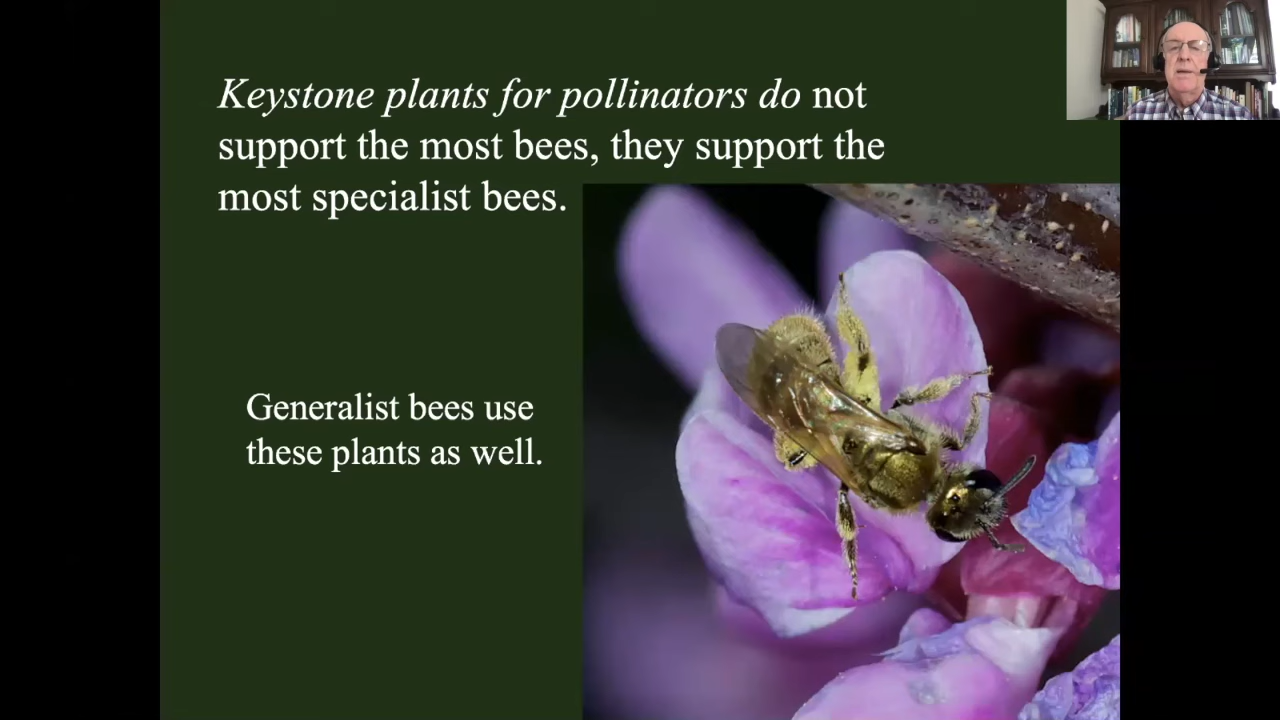 Keystone plants for pollinators do not
support the most bees, they support the
most specialist bees.
Generalist bees use
these plants as well.